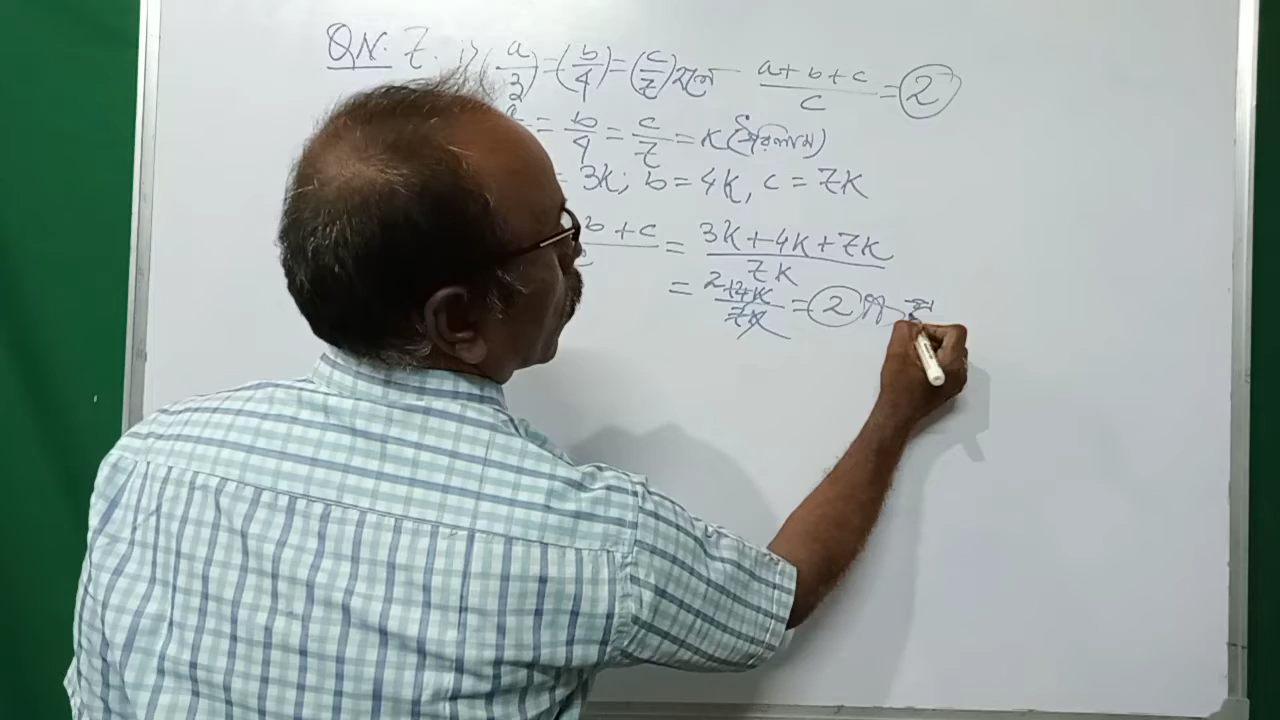 QN. 7. i) (a/3) = (b/4) = (c/7) হলে (a+b+c)/c = 2
= b/4 = c/7 = K (ধরিলাম)
= 3K; b = 4K, c = 7K
b + c = (3K+4K+7K)/7K
= 14K/7K = 2